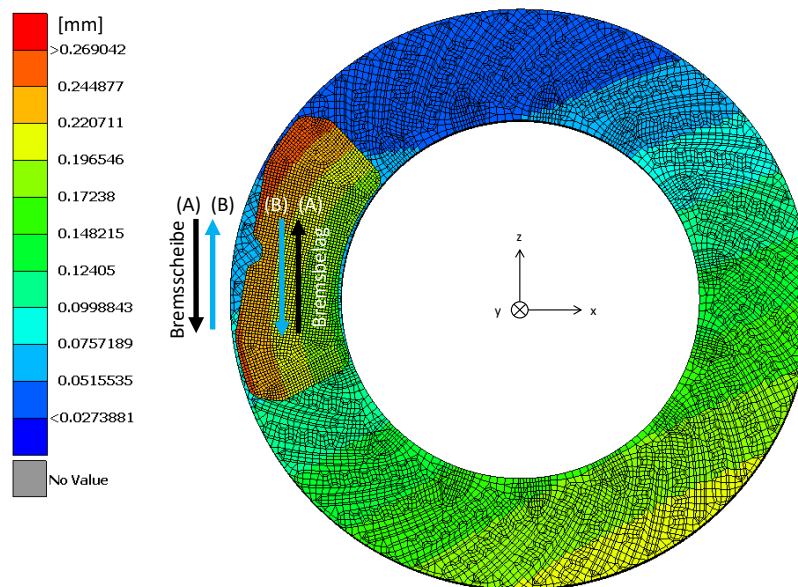 [mm]
>0.269042
0.244877
0.220711
0.196546
0.17238
0.148215
0.12405
0.0998843
0.0757189
0.0515535
<0.0273881
No Value
(A) (B)
(B) (A)
Bremsscheibe
Bremsbelag
z
y
x